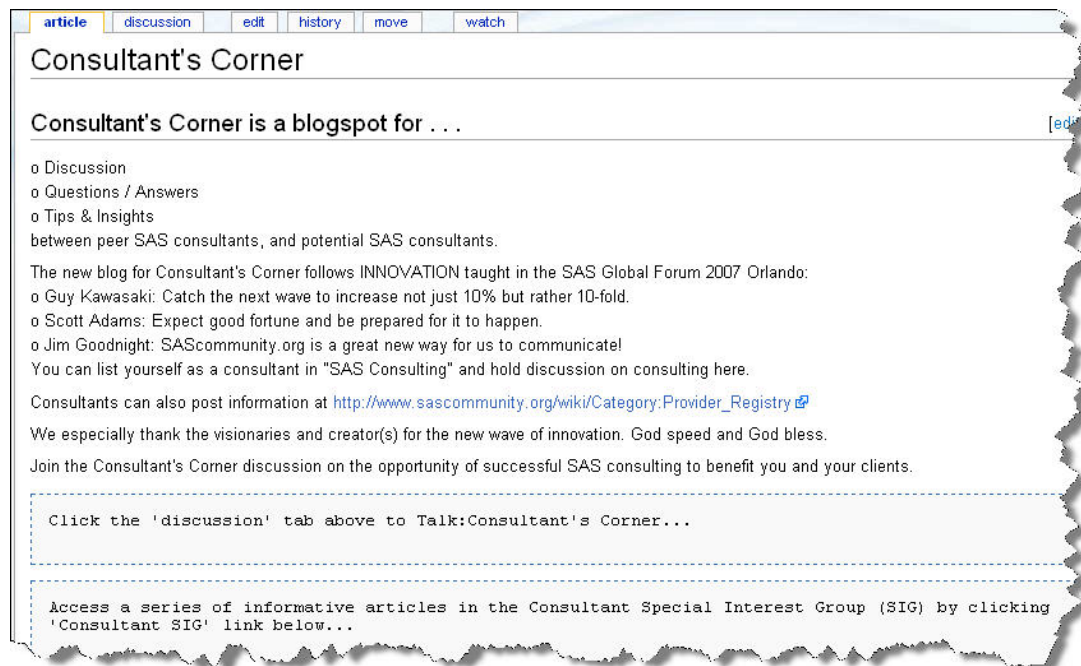 article discussion edit history move watch
Consultant's Corner
Consultant's Corner is a blogspot for . . .
[edi
o Discussion
o Questions / Answers
o Tips & Insights
between peer SAS consultants, and potential SAS consultants.
The new blog for Consultant's Corner follows INNOVATION taught in the SAS Global Forum 2007 Orlando:
o Guy Kawasaki: Catch the next wave to increase not just 10% but rather 10-fold.
o Scott Adams: Expect good fortune and be prepared for it to happen.
o Jim Goodnight: SAScommunity.org is a great new way for us to communicate!
You can list yourself as a consultant in "SAS Consulting" and hold discussion on consulting here.
Consultants can also post information at http://www.sascommunity.org/wiki/Category:Provider_Registry
We especially thank the visionaries and creator(s) for the new wave of innovation. God speed and God bless.
Join the Consultant's Corner discussion on the opportunity of successful SAS consulting to benefit you and your clients.
Click the 'discussion' tab above to Talk:Consultant's Corner...
Access a series of informative articles in the Consultant Special Interest Group (SIG) by clicking
'Consultant SIG' link below...